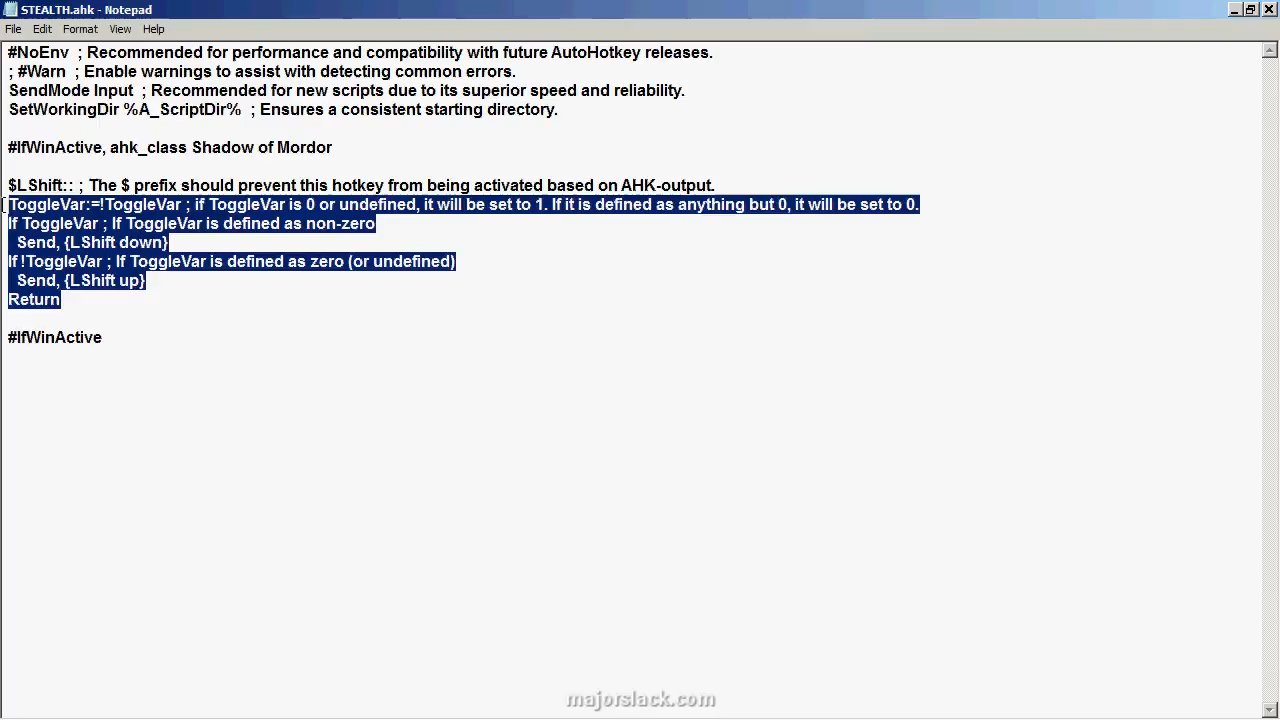 STEALTH.ahk - Notepad
File Edit Format View Help
#NoEnv  ; Recommended for performance and compatibility with future AutoHotkey releases.
; #Warn  ; Enable warnings to assist with detecting common errors.
SendMode Input  ; Recommended for new scripts due to its superior speed and reliability.
SetWorkingDir %A_ScriptDir%  ; Ensures a consistent starting directory.
#IfWinActive, ahk_class Shadow of Mordor
$LShift:: ; The $ prefix should prevent this hotkey from being activated based on AHK-output.
ToggleVar:=!ToggleVar ; if ToggleVar is 0 or undefined, it will be set to 1. If it is defined as anything but 0, it will be set to 0.
If ToggleVar ; If ToggleVar is defined as non-zero
  Send, {LShift down}
If !ToggleVar ; If ToggleVar is defined as zero (or undefined)
  Send, {LShift up}
Return
#IfWinActive
majorslack.com